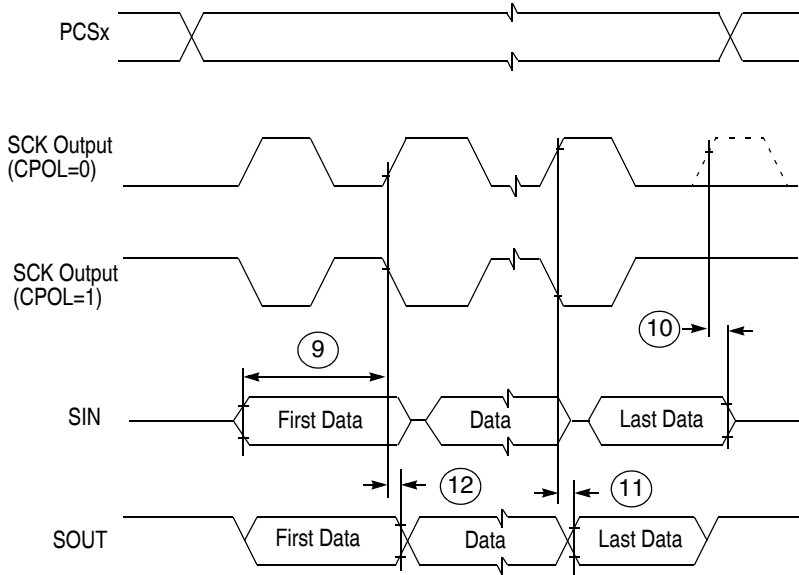 PCSx
SCK Output
(CPOL=0)
SCK Output
(CPOL=1)
10
9
SIN
First Data
Data
Last Data
12
11
SOUT
First Data
Data
Last Data